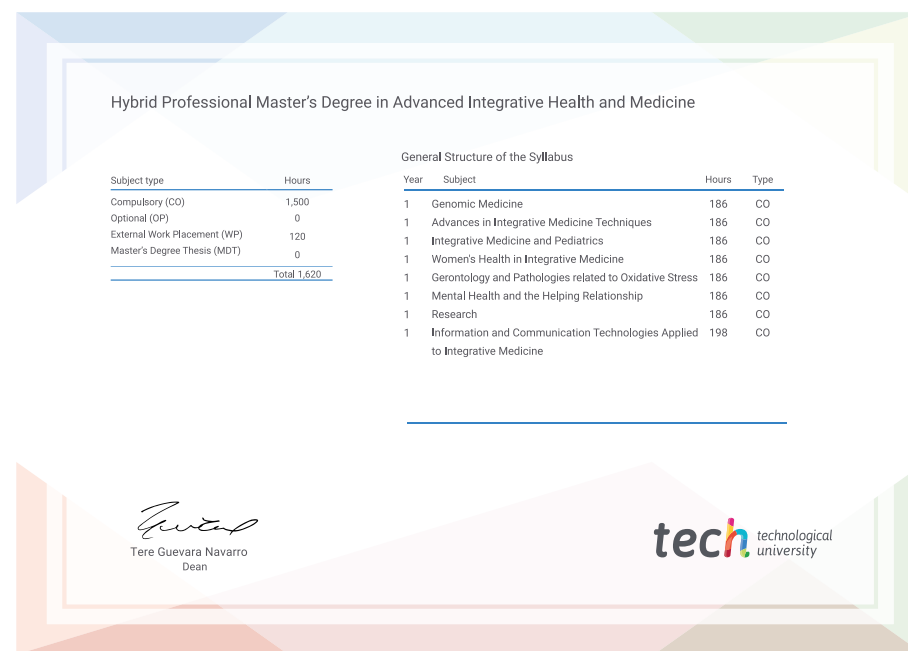 Hybrid Professional Master's Degree in Advanced Integrative Health and Medicine
Subject type Hours
Compulsory (CO) 1,500
Optional (OP) 0
External Work Placement (WP) 120
Master's Degree Thesis (MDT) 0
Total 1,620
General Structure of the Syllabus
Year Subject Hours Type
1 Genomic Medicine 186 CO
1 Advances in Integrative Medicine Techniques 186 CO
1 Integrative Medicine and Pediatrics 186 CO
1 Women's Health in Integrative Medicine 186 CO
1 Gerontology and Pathologies related to Oxidative Stress 186 CO
1 Mental Health and the Helping Relationship 186 CO
1 Research 186 CO
1 Information and Communication Technologies Applied 198 CO
to Integrative Medicine
Tere Guevara Navarro
Dean
tech technological
university